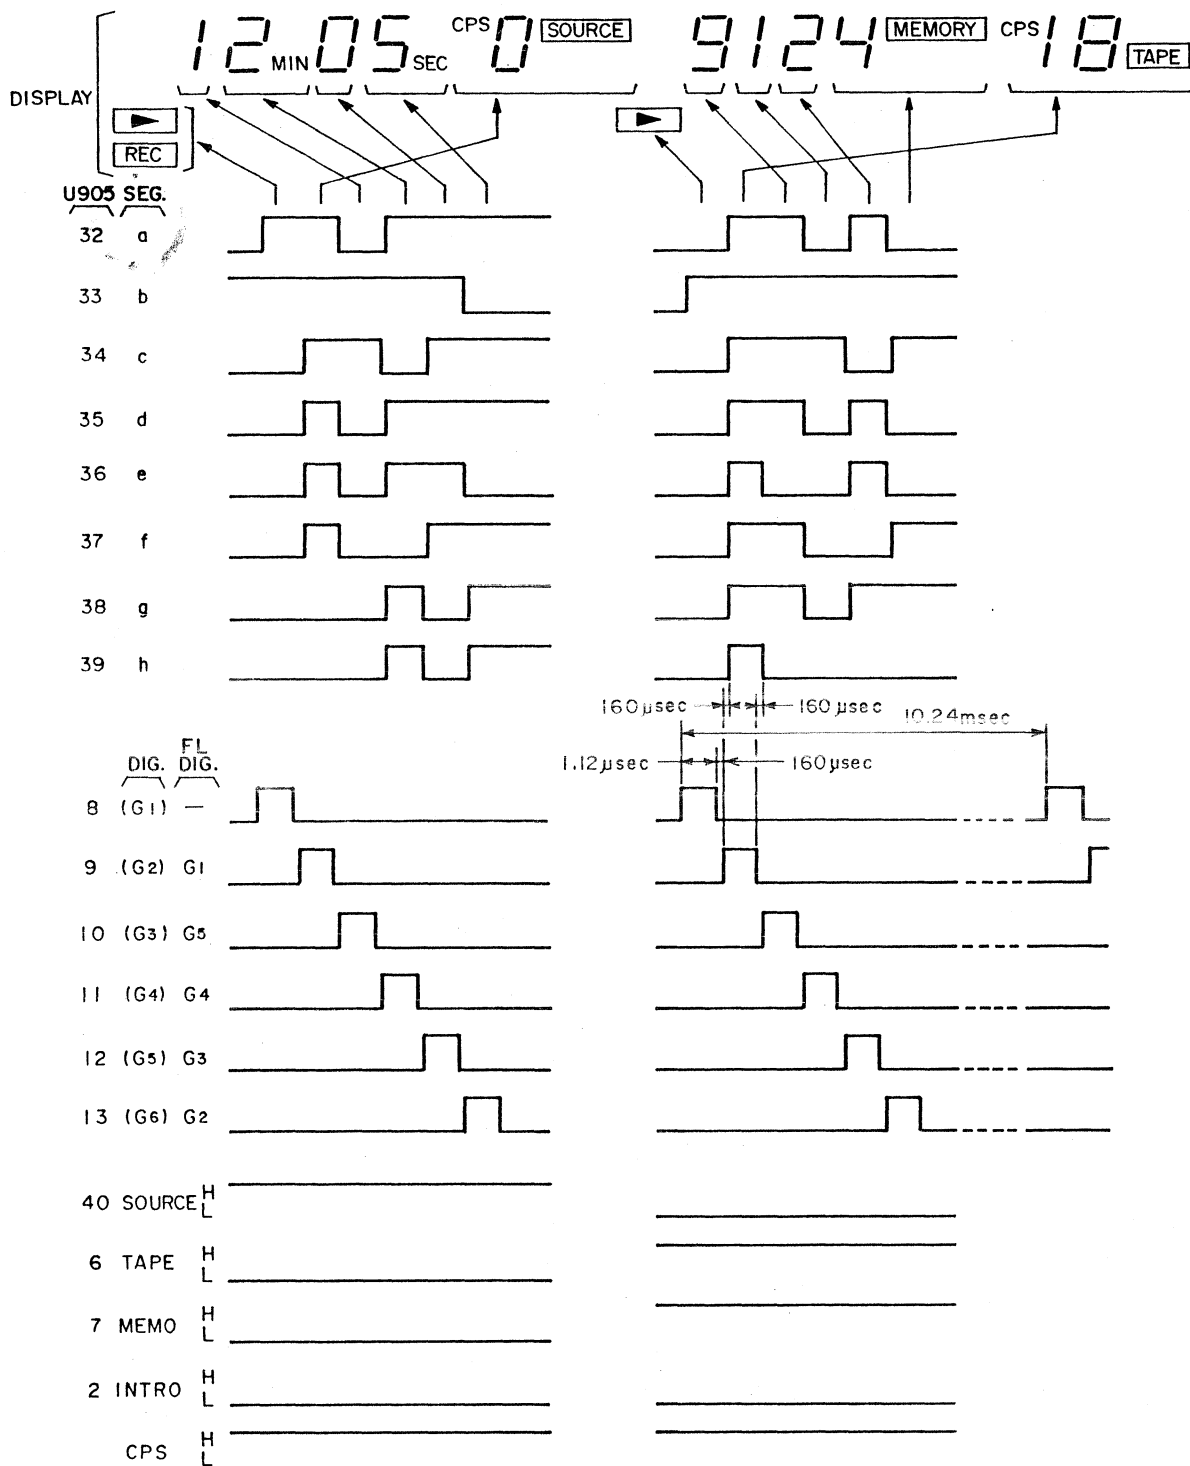 12 MIN 05 SEC CPS 0 SOURCE 9124 MEMORY CPS 18 TAPE
DISPLAY
REC
U905 SEG.
32 a
33 b
34 c
35 d
36 e
37 f
38 g
39 h
160μsec 160μsec
10.24msec
1.12μsec 160μsec
DIG. FL DIG.
8 (G1) —
9 (G2) G1
10 (G3) G5
11 (G4) G4
12 (G5) G3
13 (G6) G2
40 SOURCE H L
6 TAPE H L
7 MEMO H L
2 INTRO H L
CPS H L